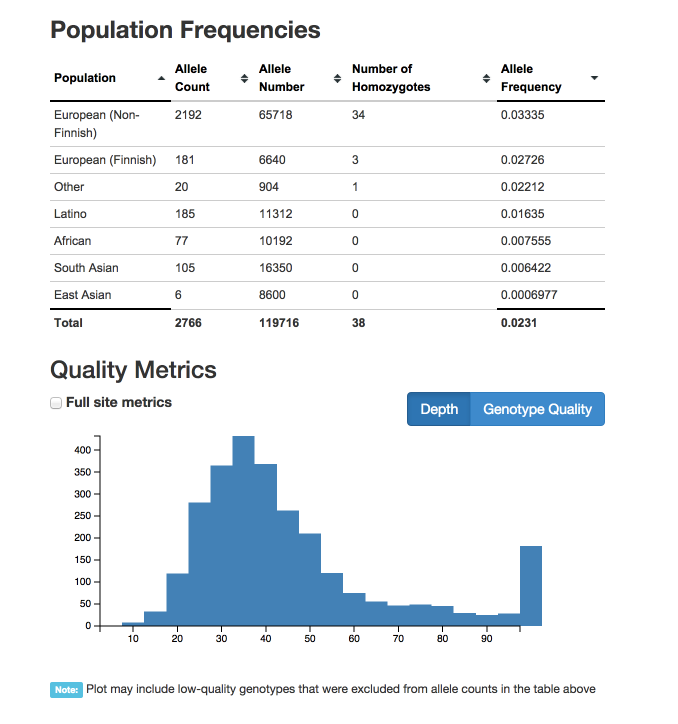 Population Frequencies
Population Allele Count Allele Number Number of Homozygotes Allele Frequency
European (Non-Finnish) 2192 65718 34 0.03335
European (Finnish) 181 6640 3 0.02726
Other 20 904 1 0.02212
Latino 185 11312 0 0.01635
African 77 10192 0 0.007555
South Asian 105 16350 0 0.006422
East Asian 6 8600 0 0.0006977
Total 2766 119716 38 0.0231
Quality Metrics
Full site metrics
Depth Genotype Quality
400
350
300
250
200
150
100
50
0
10 20 30 40 50 60 70 80 90
Note: Plot may include low-quality genotypes that were excluded from allele counts in the table above